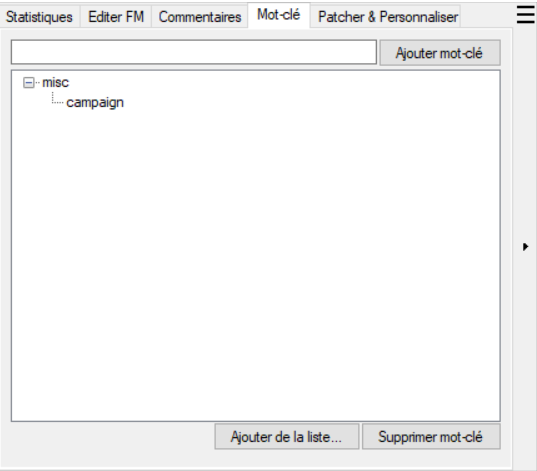 Statistiques Editer FM Commentaires Mot-clé Patcher & Personnaliser
Ajouter mot-clé
misc
campaign
Ajouter de la liste... Supprimer mot-clé